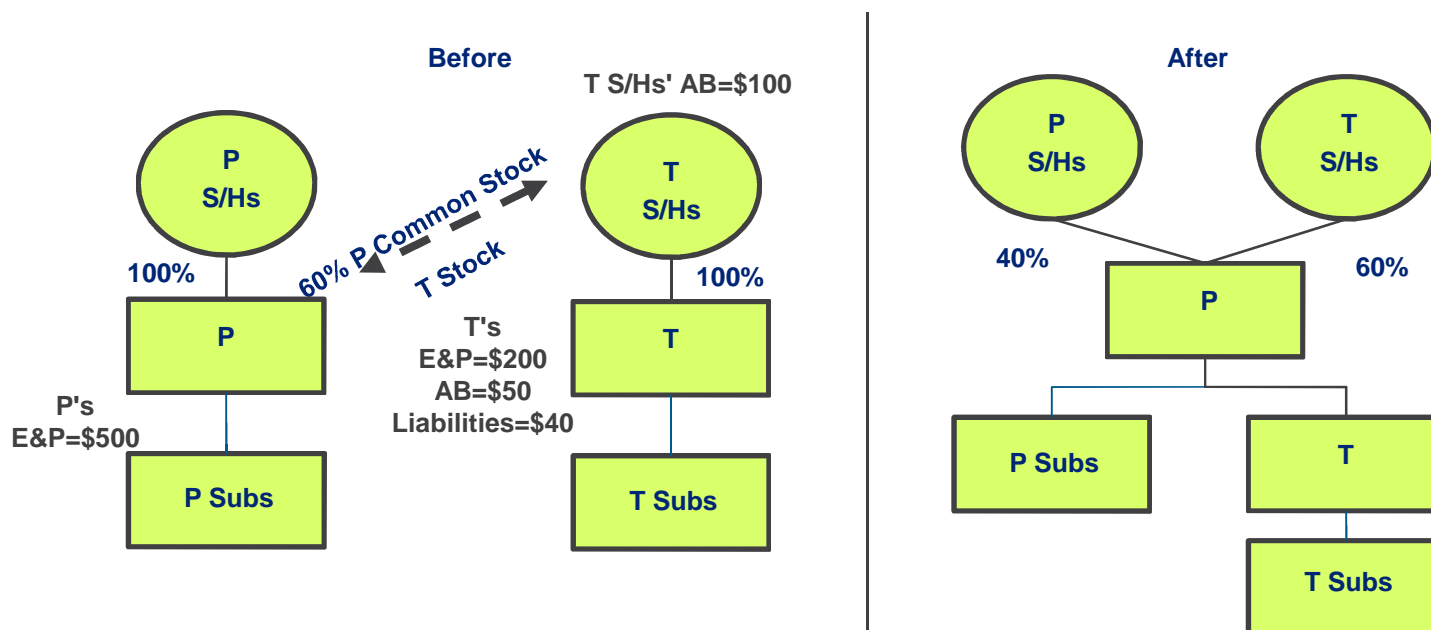 Before
T S/Hs' AB=$100
P
S/Hs
60% P Common Stock
T Stock
T
S/Hs
100%
100%
P
T's
E&P=$200
AB=$50
Liabilities=$40
T
P's
E&P=$500
P Subs
T Subs
After
P
S/Hs
T
S/Hs
40%
60%
P
P Subs
T
T Subs